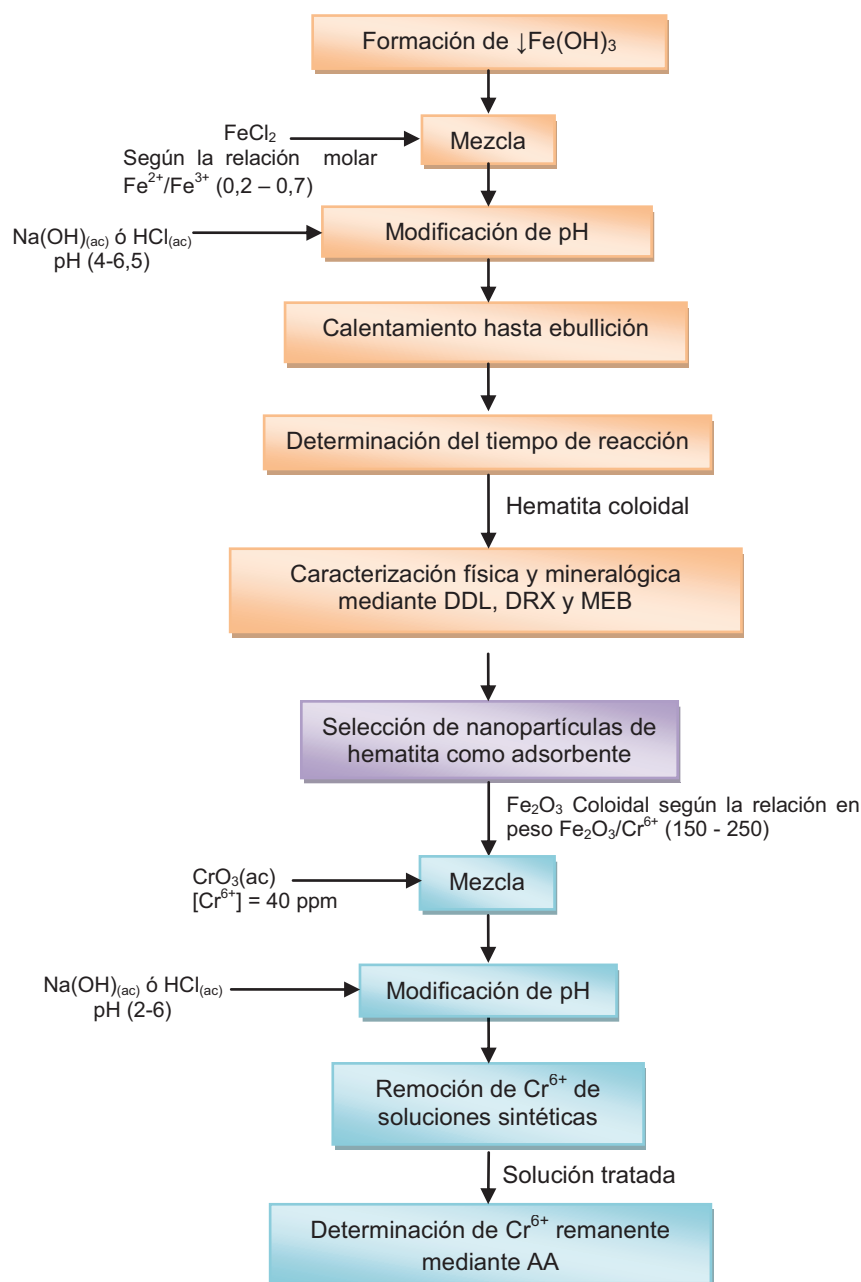 Formación de ↓Fe(OH)₃
FeCl₂
Según la relación molar
Fe²⁺/Fe³⁺ (0,2 – 0,7)
Mezcla
Na(OH)₍ac₎ ó HCl₍ac₎
pH (4-6,5)
Modificación de pH
Calentamiento hasta ebullición
Determinación del tiempo de reacción
Hematita coloidal
Caracterización física y mineralógica
mediante DDL, DRX y MEB
Selección de nanopartículas de
hematita como adsorbente
Fe₂O₃ Coloidal según la relación en
peso Fe₂O₃/Cr⁶⁺ (150 - 250)
CrO₃(ac)
[Cr⁶⁺] = 40 ppm
Mezcla
Na(OH)₍ac₎ ó HCl₍ac₎
pH (2-6)
Modificación de pH
Remoción de Cr⁶⁺ de
soluciones sintéticas
Solución tratada
Determinación de Cr⁶⁺ remanente
mediante AA